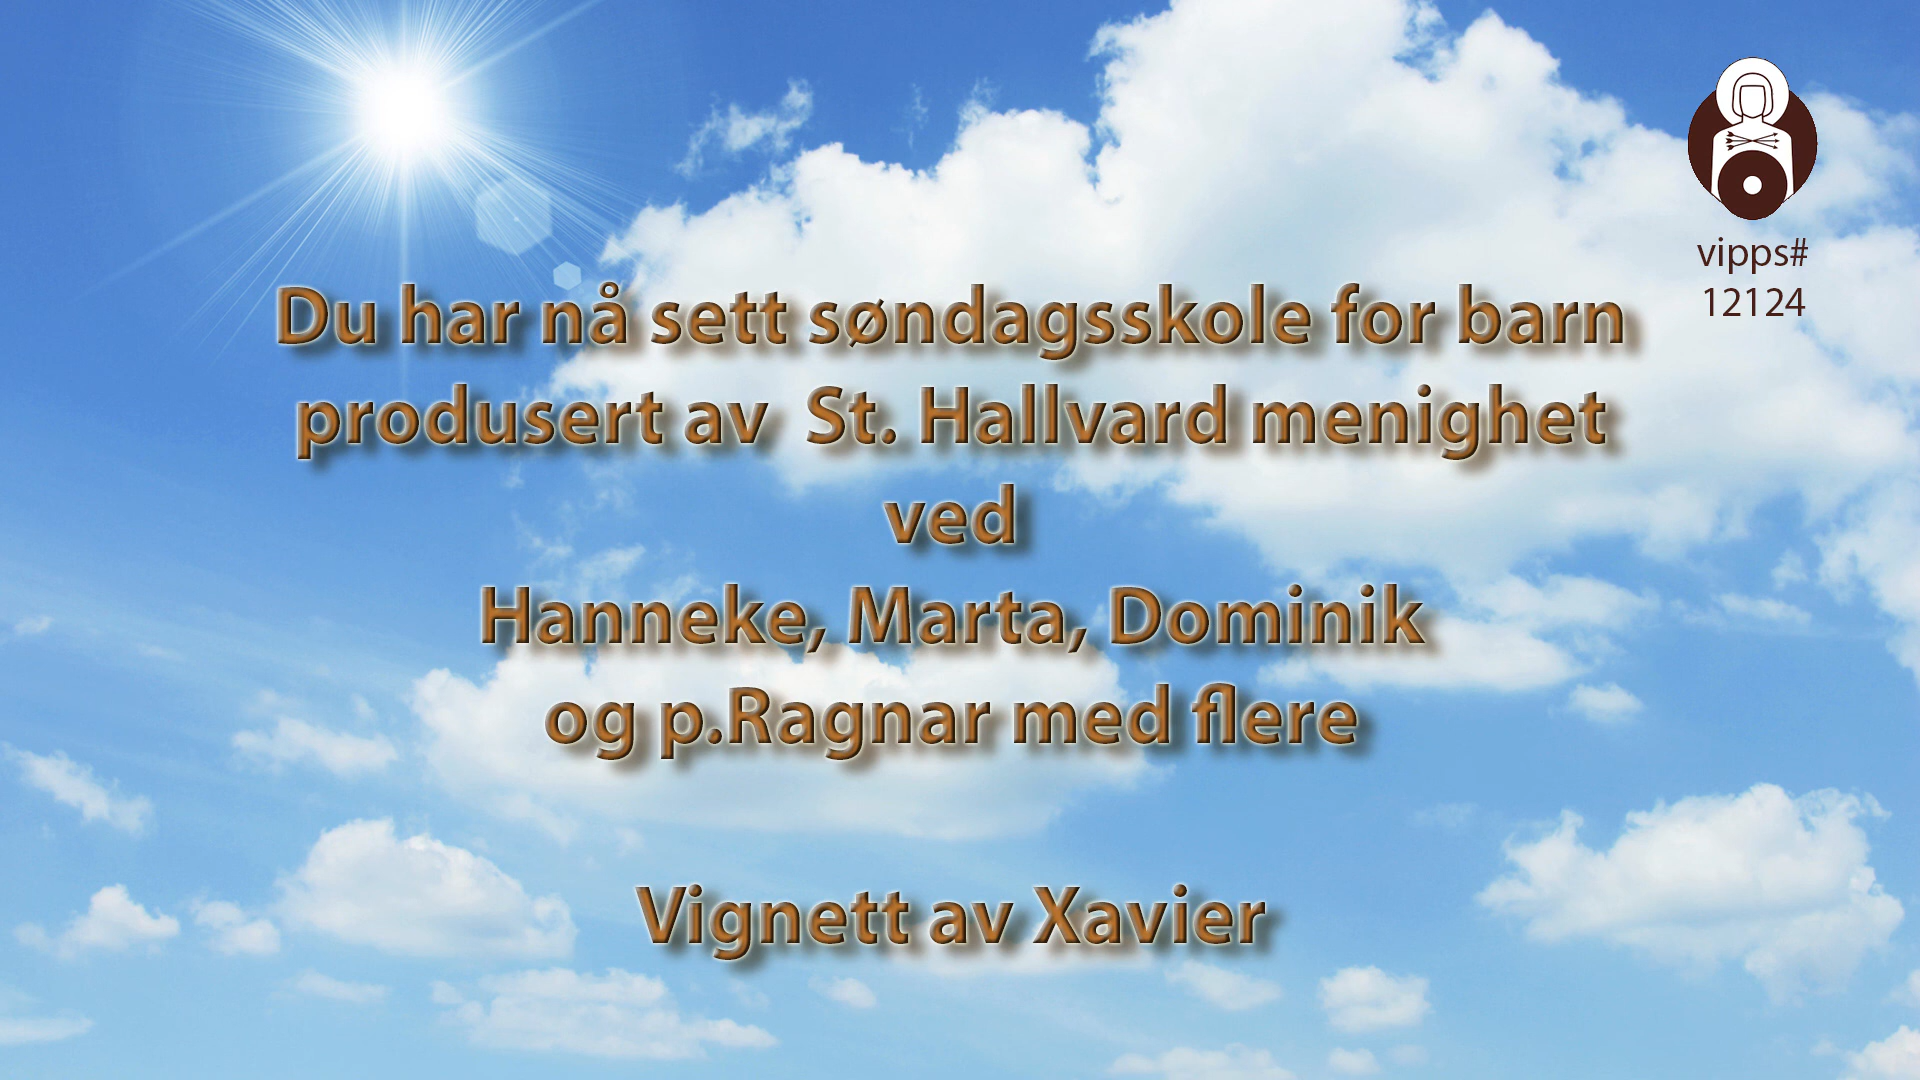 vipps#
12124
Du har nå sett søndagsskole for barn
produsert av  St. Hallvard menighet
ved
Hanneke, Marta, Dominik
og p.Ragnar med flere
Vignett av Xavier